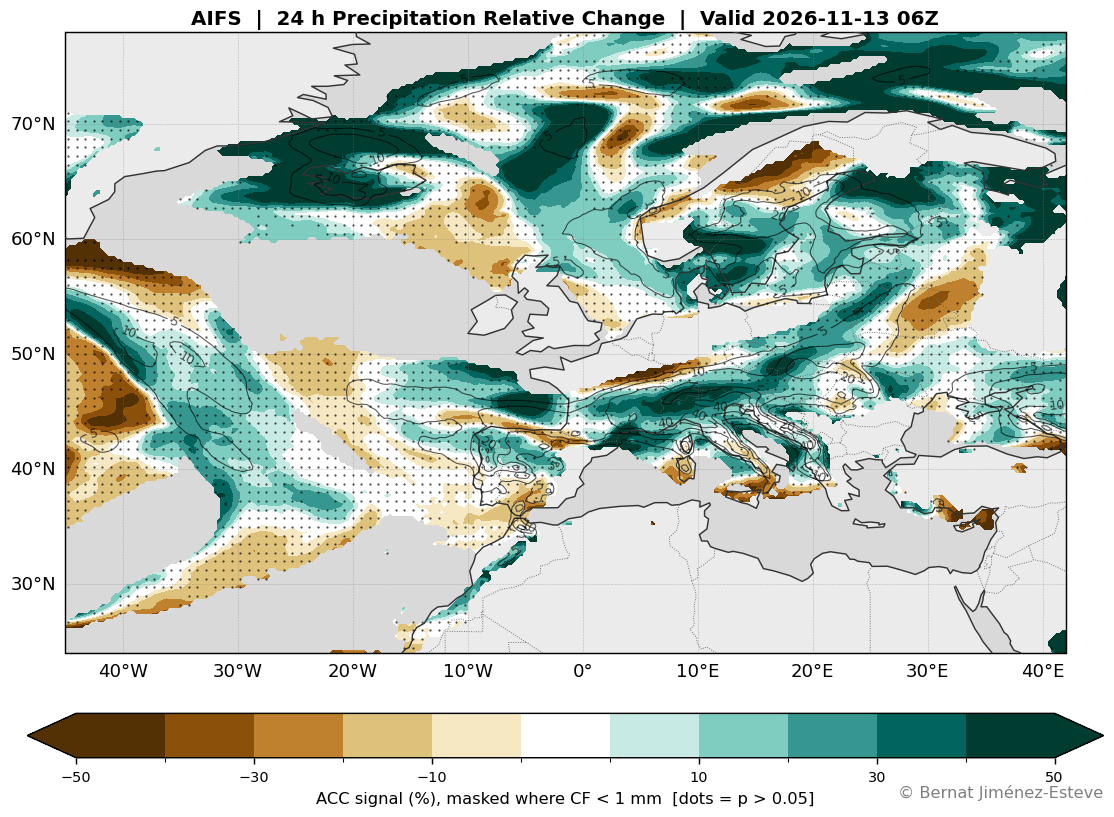 AIFS | 24 h Precipitation Relative Change | Valid 2026-11-13 06Z
70°N
60°N
50°N
40°N
30°N
40°W 30°W 20°W 10°W 0° 10°E 20°E 30°E 40°E
−50 −30 −10 10 30 50
ACC signal (%), masked where CF < 1 mm [dots = p > 0.05]
© Bernat Jiménez-Esteve